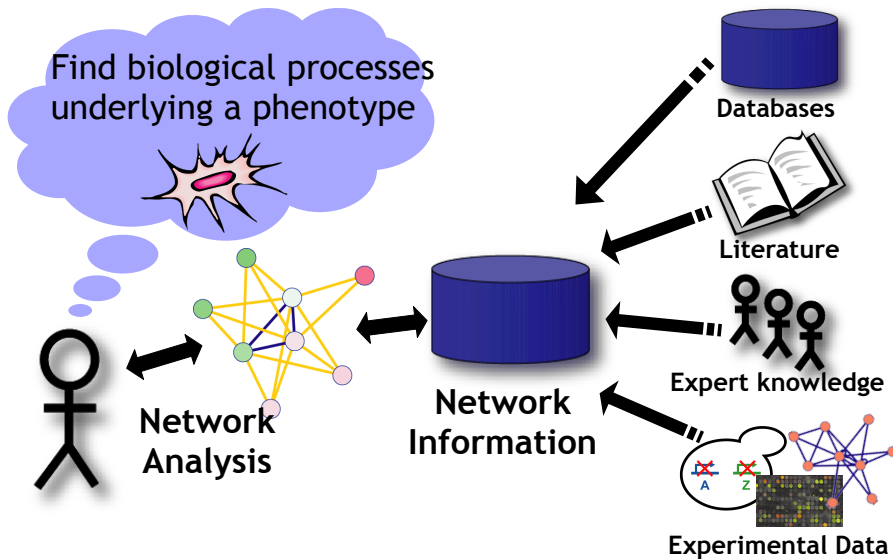 Find biological processes
underlying a phenotype
Databases
Literature
Expert knowledge
Network
Analysis
Network
Information
A
Z
Experimental Data